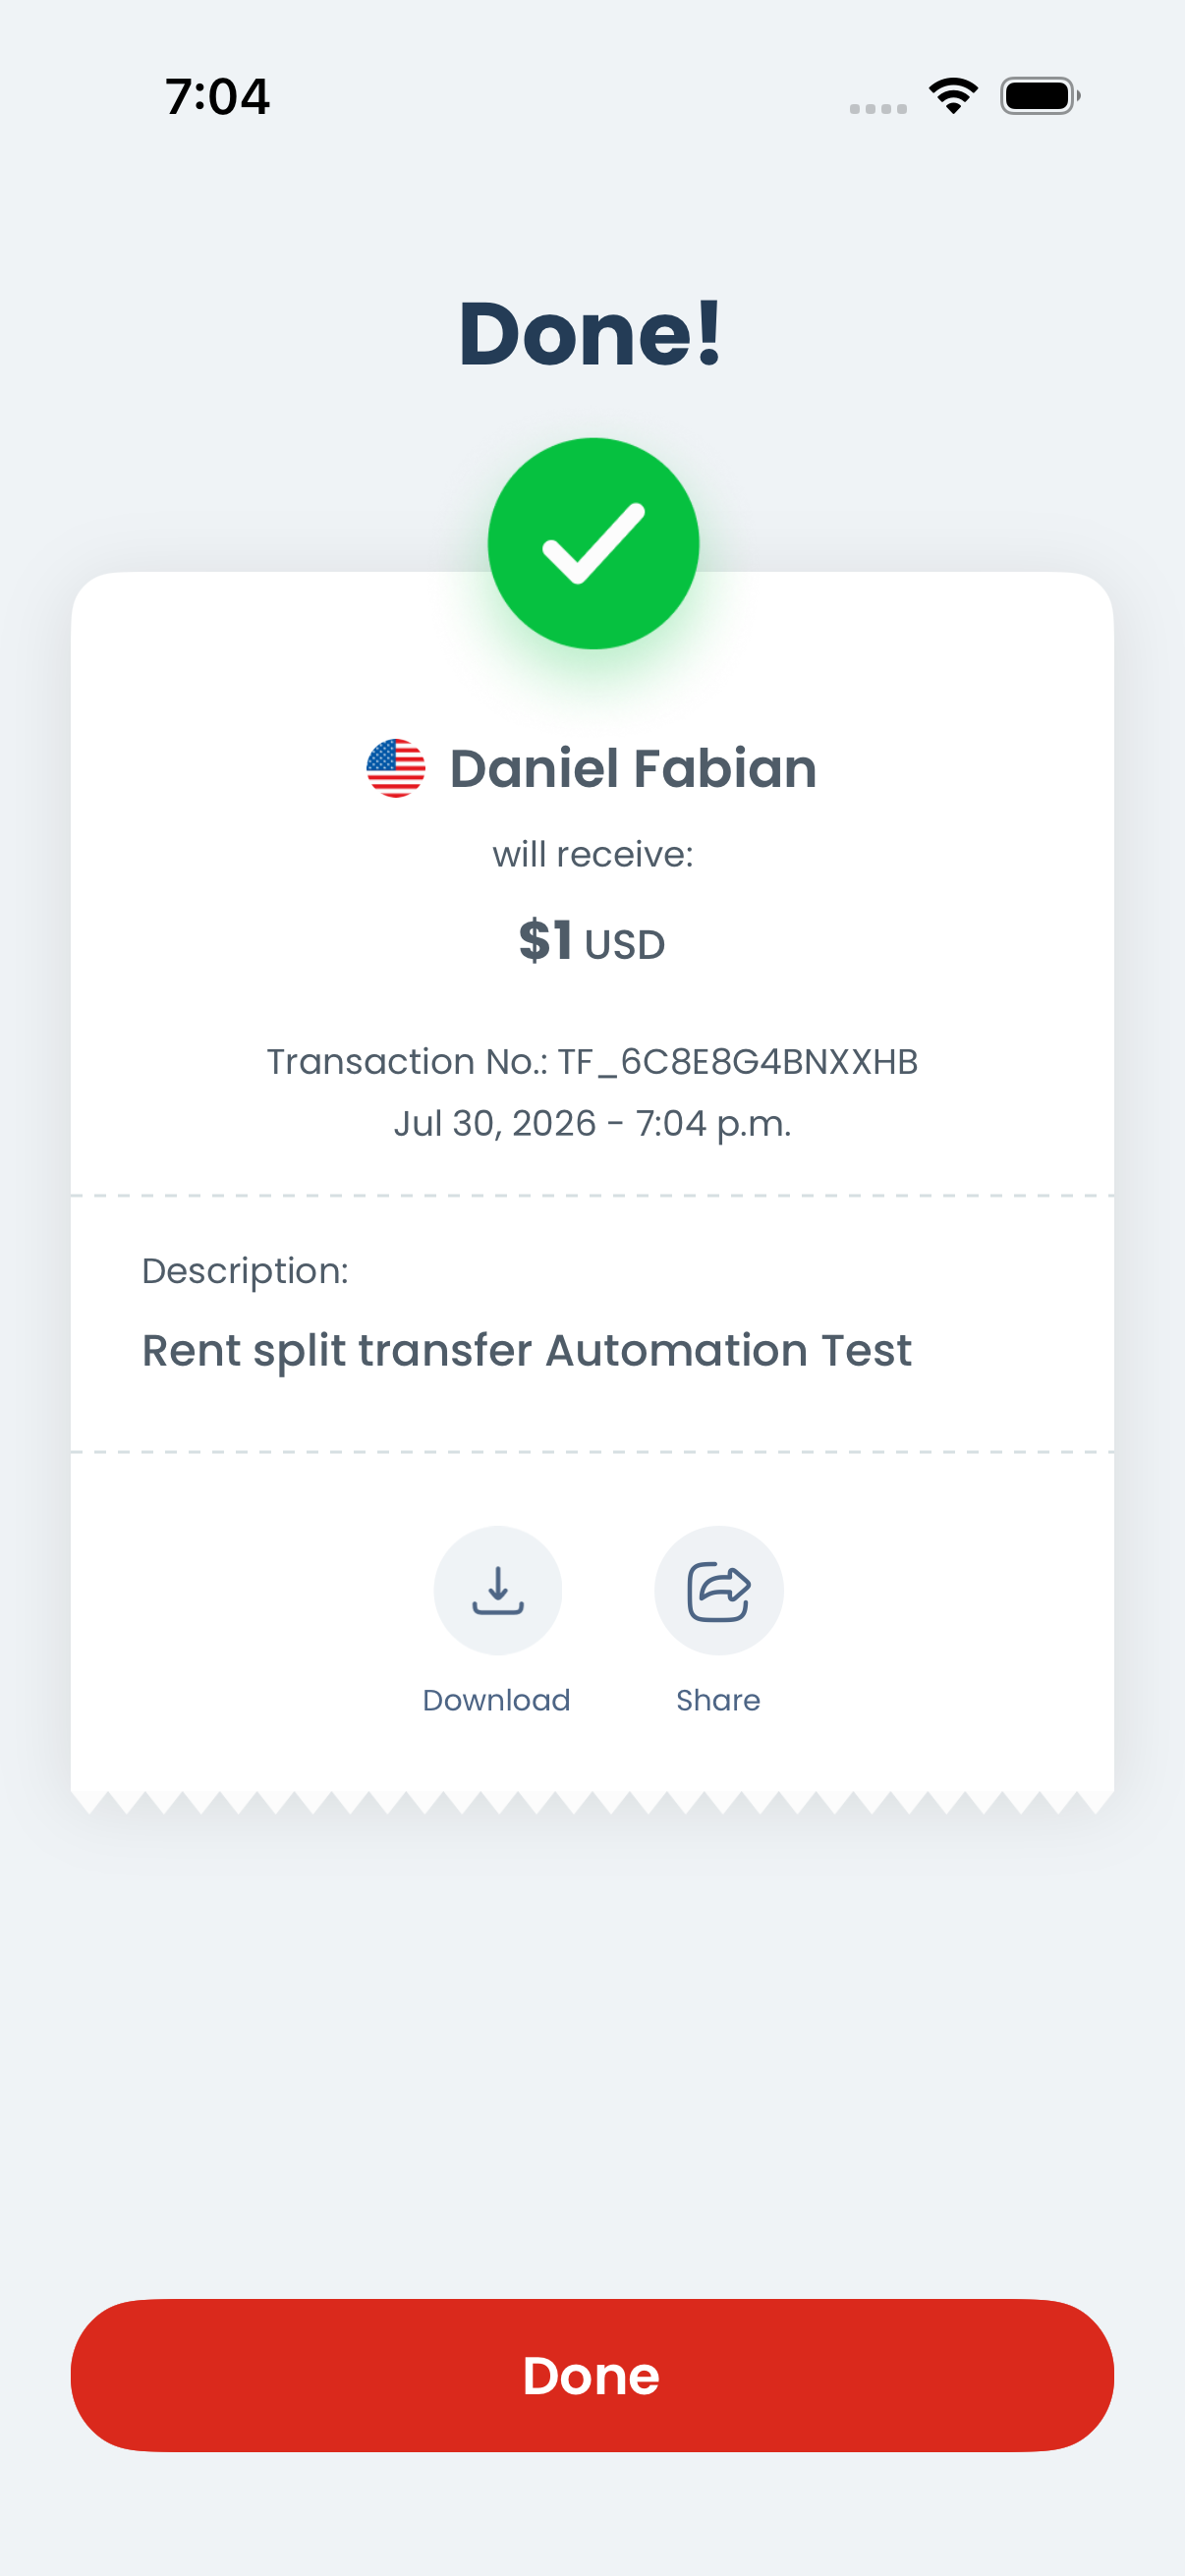 7:04
Done!
Daniel Fabian
will receive:
$1 USD
Transaction No.: TF_6C8E8G4BNXXHB
Jul 30, 2026 - 7:04 p.m.
Description:
Rent split transfer Automation Test
Download Share
Done